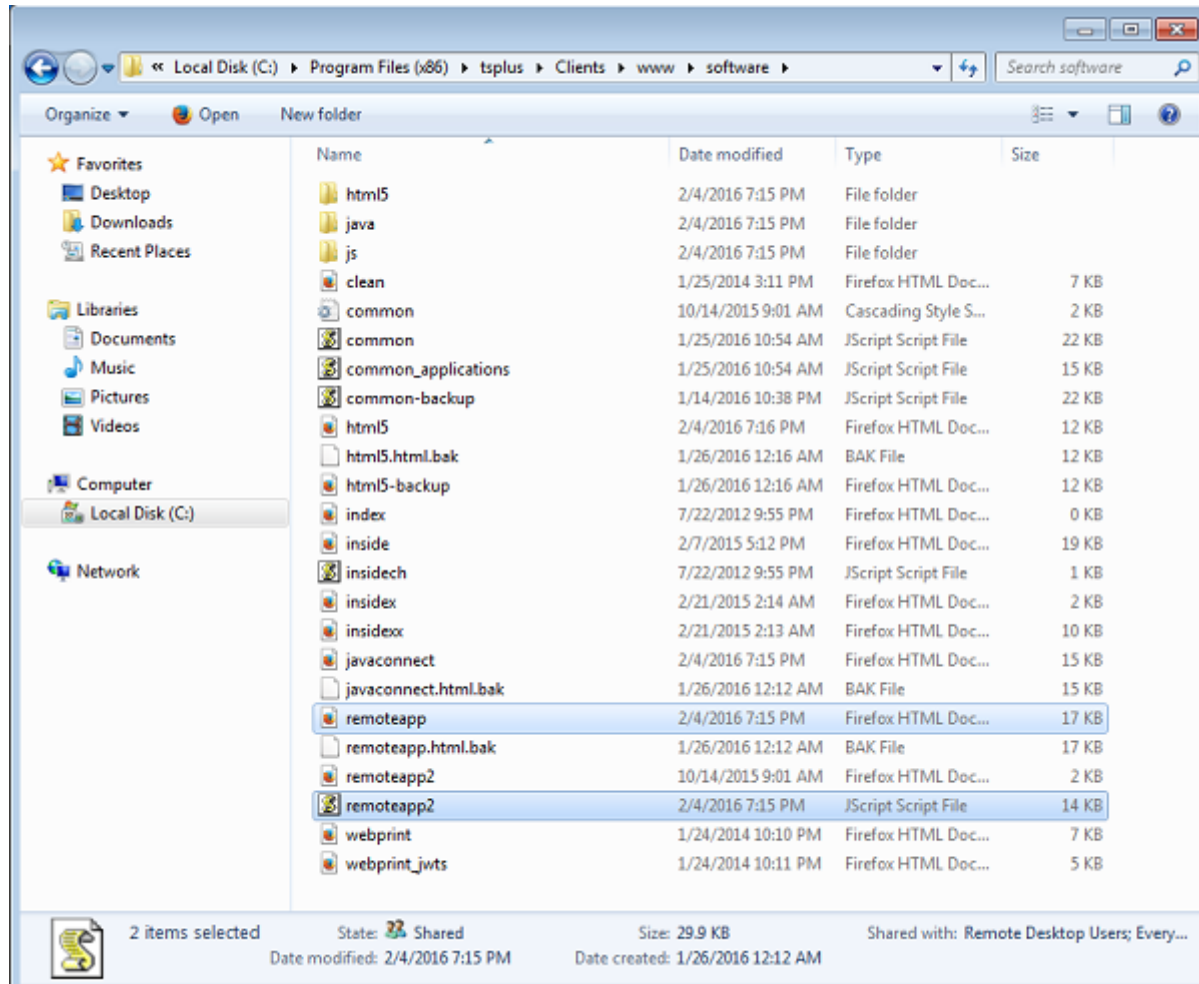 « Local Disk (C:) ▸ Program Files (x86) ▸ tsplus ▸ Clients ▸ www ▸ software ▸ Search software
Organize Open New folder
Name Date modified Type Size
Favorites
Desktop
Downloads
Recent Places
Libraries
Documents
Music
Pictures
Videos
Computer
Local Disk (C:)
Network
html5 2/4/2016 7:15 PM File folder
java 2/4/2016 7:15 PM File folder
js 2/4/2016 7:15 PM File folder
clean 1/25/2014 3:11 PM Firefox HTML Doc... 7 KB
common 10/14/2015 9:01 AM Cascading Style S... 2 KB
common 1/25/2016 10:54 AM JScript Script File 22 KB
common_applications 1/25/2016 10:54 AM JScript Script File 15 KB
common-backup 1/14/2016 10:38 PM JScript Script File 22 KB
html5 2/4/2016 7:16 PM Firefox HTML Doc... 12 KB
html5.html.bak 1/26/2016 12:16 AM BAK File 12 KB
html5-backup 1/26/2016 12:16 AM Firefox HTML Doc... 12 KB
index 7/22/2012 9:55 PM Firefox HTML Doc... 0 KB
inside 2/7/2015 5:12 PM Firefox HTML Doc... 19 KB
insidech 7/22/2012 9:55 PM JScript Script File 1 KB
insidex 2/21/2015 2:14 AM Firefox HTML Doc... 2 KB
insidexx 2/21/2015 2:13 AM Firefox HTML Doc... 10 KB
javaconnect 2/4/2016 7:15 PM Firefox HTML Doc... 15 KB
javaconnect.html.bak 1/26/2016 12:12 AM BAK File 15 KB
remoteapp 2/4/2016 7:15 PM Firefox HTML Doc... 17 KB
remoteapp.html.bak 1/26/2016 12:12 AM BAK File 17 KB
remoteapp2 10/14/2015 9:01 AM Firefox HTML Doc... 2 KB
remoteapp2 2/4/2016 7:15 PM JScript Script File 14 KB
webprint 1/24/2014 10:10 PM Firefox HTML Doc... 7 KB
webprint_jwts 1/24/2014 10:11 PM Firefox HTML Doc... 5 KB
2 items selected State: Shared Size: 29.9 KB Shared with: Remote Desktop Users; Every...
Date modified: 2/4/2016 7:15 PM Date created: 1/26/2016 12:12 AM